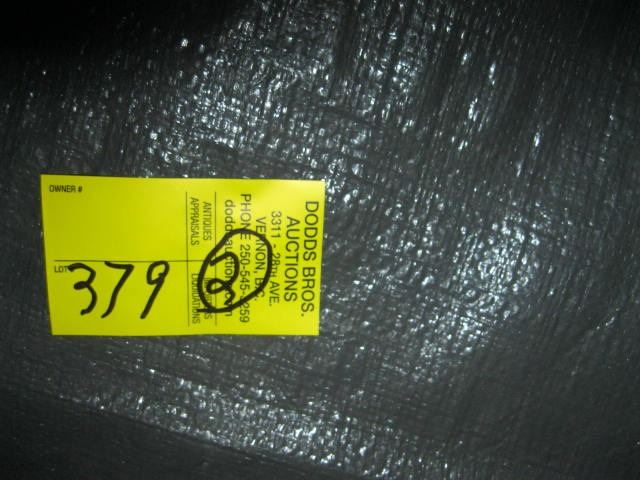 OWNER #
LOT 379
2
DODDS BROS.
AUCTIONS
3311 - 28TH AVE.
VERNON, B.C.
PHONE 250-545-3259
ANTIQUES
APPRAISALS
LIQUIDATIONS